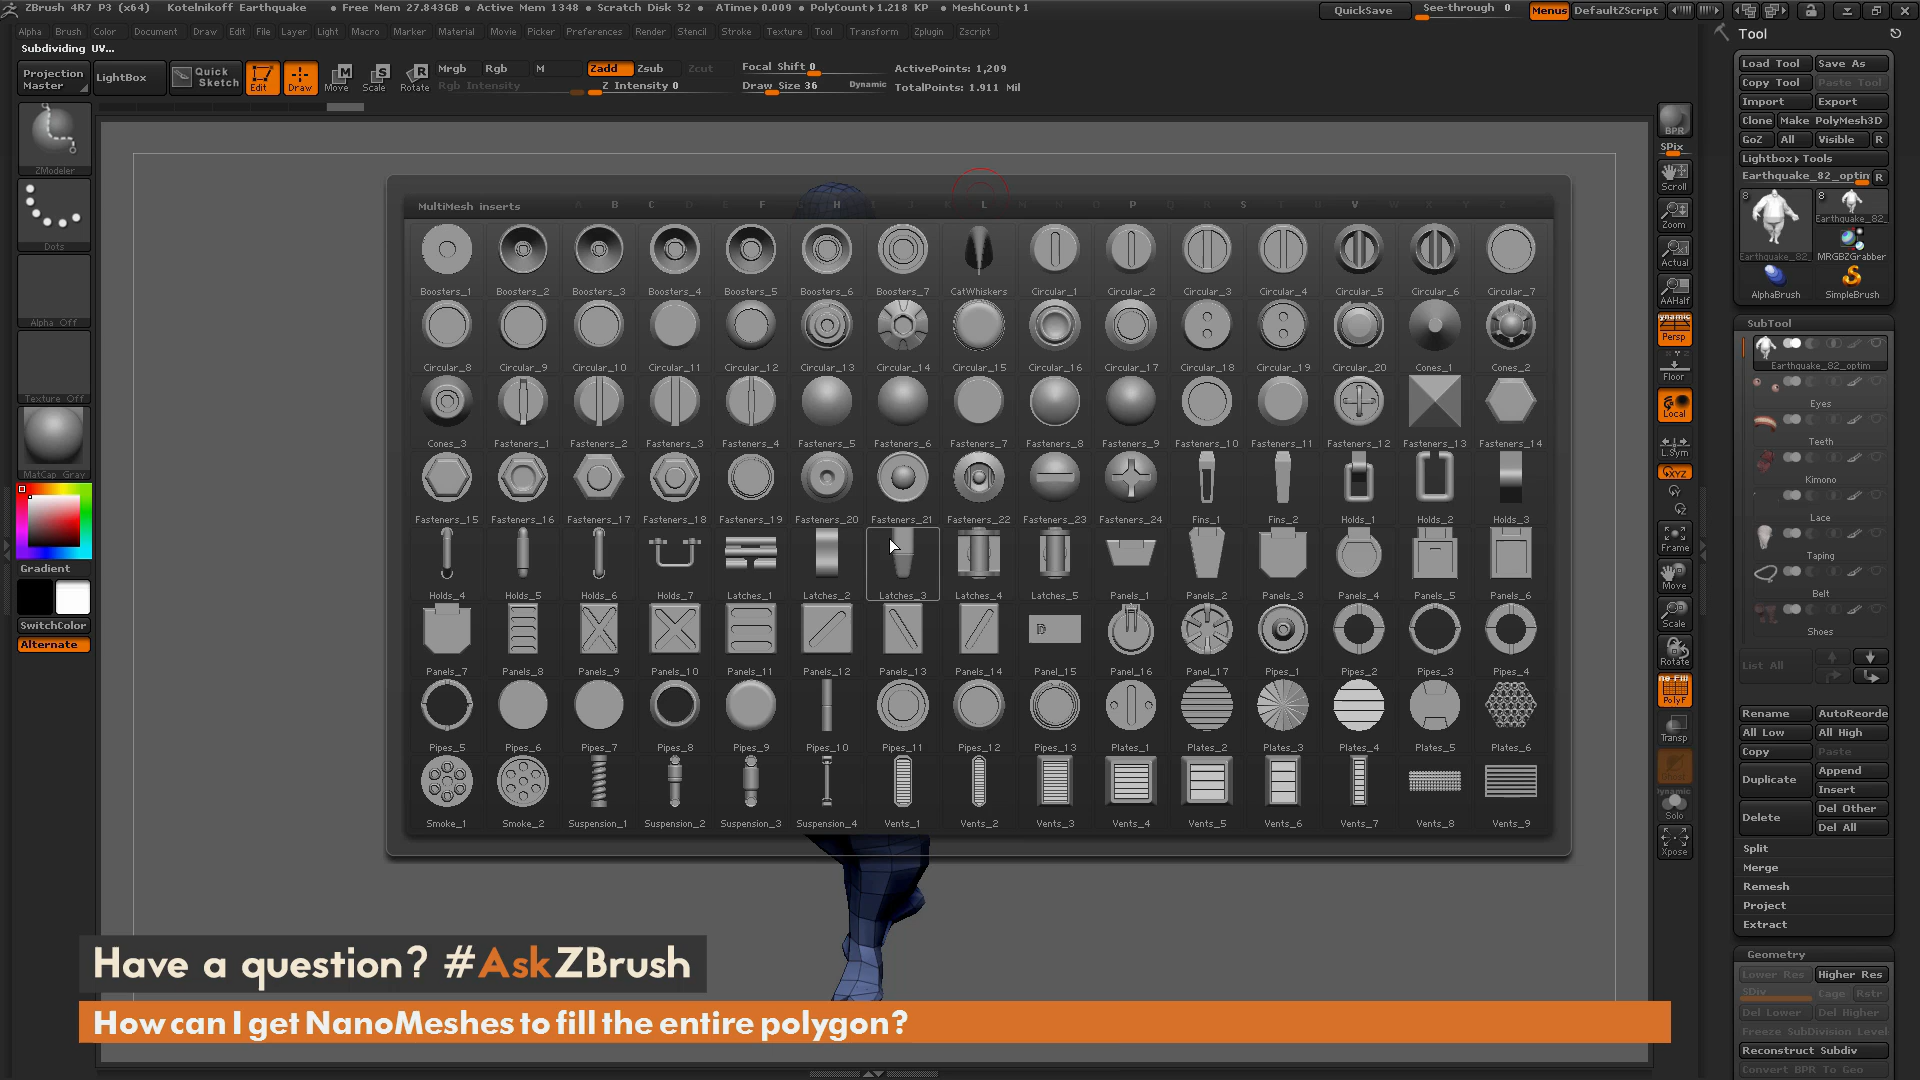 ZBrush 4R7 P3 (x64) Kotelnikoff Earthquake • Free Mem 27.843GB • Active Mem 1348 • Scratch Disk 52 • ATime▸0.009 • PolyCount▸1.218 KP • MeshCount▸1 QuickSave See-through 0 Menus DefaultZScript
Alpha Brush Color Document Draw Edit File Layer Light Macro Marker Material Movie Picker Preferences Render Stencil Stroke Texture Tool Transform Zplugin Zscript
Subdividing UV...
Projection Master
LightBox
Quick Sketch
Edit
Draw
Move
Scale
Rotate
Mrgb Rgb M
Rgb Intensity
Zadd Zsub Zcut
Z Intensity 0
Focal Shift 0
Draw Size 36 Dynamic
ActivePoints: 1,209
TotalPoints: 1.911 Mil
ZModeler
Dots
Alpha Off
Texture Off
MatCap Gray
Gradient
SwitchColor
Alternate
MultiMesh inserts A B C D E F H I J K L M N O P Q R S T U V W X Y Z
Boosters_1 Boosters_2 Boosters_3 Boosters_4 Boosters_5 Boosters_6 Boosters_7 CatWhiskers Circular_1 Circular_2 Circular_3 Circular_4 Circular_5 Circular_6 Circular_7
Circular_8 Circular_9 Circular_10 Circular_11 Circular_12 Circular_13 Circular_14 Circular_15 Circular_16 Circular_17 Circular_18 Circular_19 Circular_20 Cones_1 Cones_2
Cones_3 Fasteners_1 Fasteners_2 Fasteners_3 Fasteners_4 Fasteners_5 Fasteners_6 Fasteners_7 Fasteners_8 Fasteners_9 Fasteners_10 Fasteners_11 Fasteners_12 Fasteners_13 Fasteners_14
Fasteners_15 Fasteners_16 Fasteners_17 Fasteners_18 Fasteners_19 Fasteners_20 Fasteners_21 Fasteners_22 Fasteners_23 Fasteners_24 Fins_1 Fins_2 Holds_1 Holds_2 Holds_3
Holds_4 Holds_5 Holds_6 Holds_7 Latches_1 Latches_2 Latches_3 Latches_4 Latches_5 Panels_1 Panels_2 Panels_3 Panels_4 Panels_5 Panels_6
Panels_7 Panels_8 Panels_9 Panels_10 Panels_11 Panels_12 Panels_13 Panels_14 Panel_15 Panel_16 Panel_17 Pipes_1 Pipes_2 Pipes_3 Pipes_4
Pipes_5 Pipes_6 Pipes_7 Pipes_8 Pipes_9 Pipes_10 Pipes_11 Pipes_12 Pipes_13 Plates_1 Plates_2 Plates_3 Plates_4 Plates_5 Plates_6
Smoke_1 Smoke_2 Suspension_1 Suspension_2 Suspension_3 Suspension_4 Vents_1 Vents_2 Vents_3 Vents_4 Vents_5 Vents_6 Vents_7 Vents_8 Vents_9
Have a question? #AskZBrush
How can I get NanoMeshes to fill the entire polygon?
BPR
SPix
Scroll
Zoom
Actual
AAHalf
Persp
Floor
Local
L.Sym
XYZ
Frame
Move
Scale
Rotate
PolyF
Transp
Ghost
Dynamic
Solo
Xpose
Tool
Load Tool Save As
Copy Tool Paste Tool
Import Export
Clone Make PolyMesh3D
GoZ All Visible R
Lightbox▸Tools
Earthquake_82_optim R
8 8
Earthquake_82_
Earthquake_82_
MRGBZGrabber
AlphaBrush SimpleBrush
SubTool
Earthquake_82_optim
Eyes
Teeth
Kimono
Lace
Taping
Belt
Shoes
List All
Rename AutoReorde
All Low All High
Copy Paste
Duplicate Append
Insert
Delete Del Other
Del All
Split
Merge
Remesh
Project
Extract
Geometry
Lower Res Higher Res
SDiv Cage Rstr
Del Lower Del Higher
Freeze SubDivision Level
Reconstruct Subdiv
Convert BPR To Geo